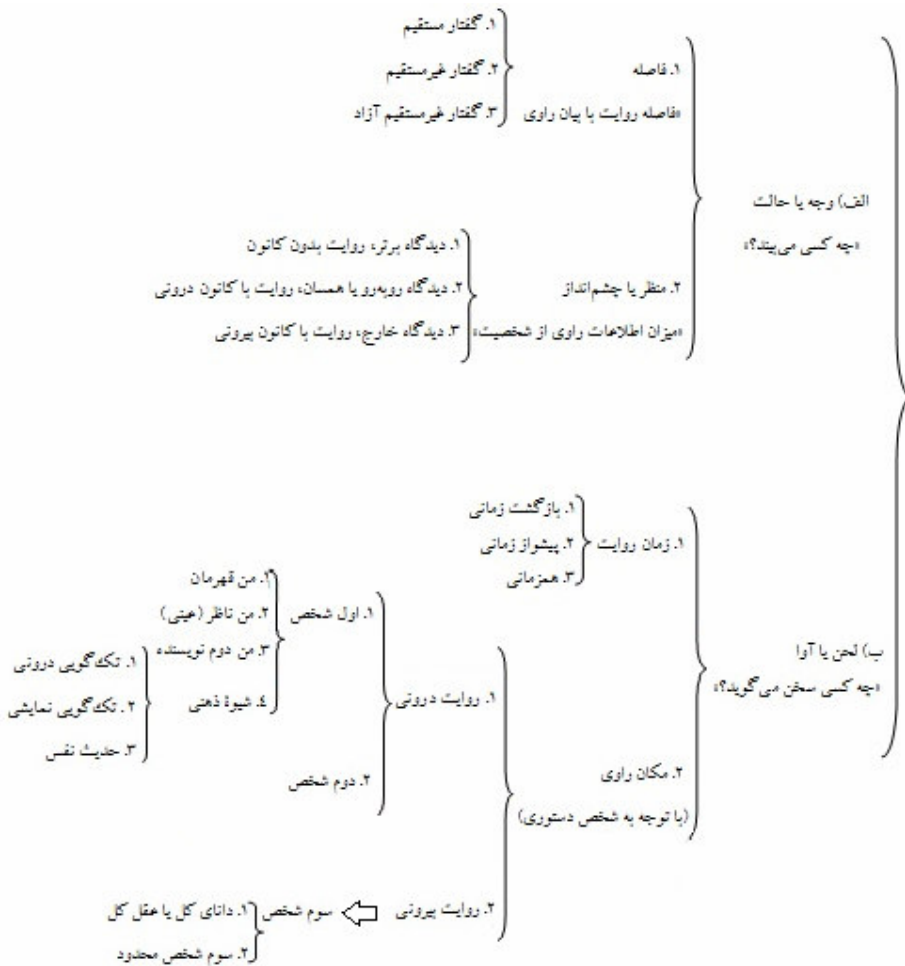 الف) وجه یا حالت
«چه کسی می‌بیند؟»
۱. فاصله
«فاصله روایت با بیان راوی
۱. گفتار مستقیم
۲. گفتار غیرمستقیم
۳. گفتار غیرمستقیم آزاد
۲. منظر یا چشم‌انداز
«میزان اطلاعات راوی از شخصیت»
۱. دیدگاه برتر، روایت بدون کانون
۲. دیدگاه روبه‌رو یا همسان، روایت با کانون درونی
۳. دیدگاه خارج، روایت با کانون بیرونی
ب) لحن یا آوا
«چه کسی سخن می‌گوید؟»
۱. زمان روایت
۱. بازگشت زمانی
۲. پیشواز زمانی
۳. همزمانی
۲. مکان راوی
(با توجه به شخص دستوری)
۱. روایت درونی
۱. اول شخص
۱. من قهرمان
۲. من ناظر (عینی)
۳. من دوم نویسنده
۴. شیوهٔ ذهنی
۱. تک‌گویی درونی
۲. تک‌گویی نمایشی
۳. حدیث نفس
۲. دوم شخص
۲. روایت بیرونی
سوم شخص
۱. دانای کل یا عقل کل
۲. سوم شخص محدود